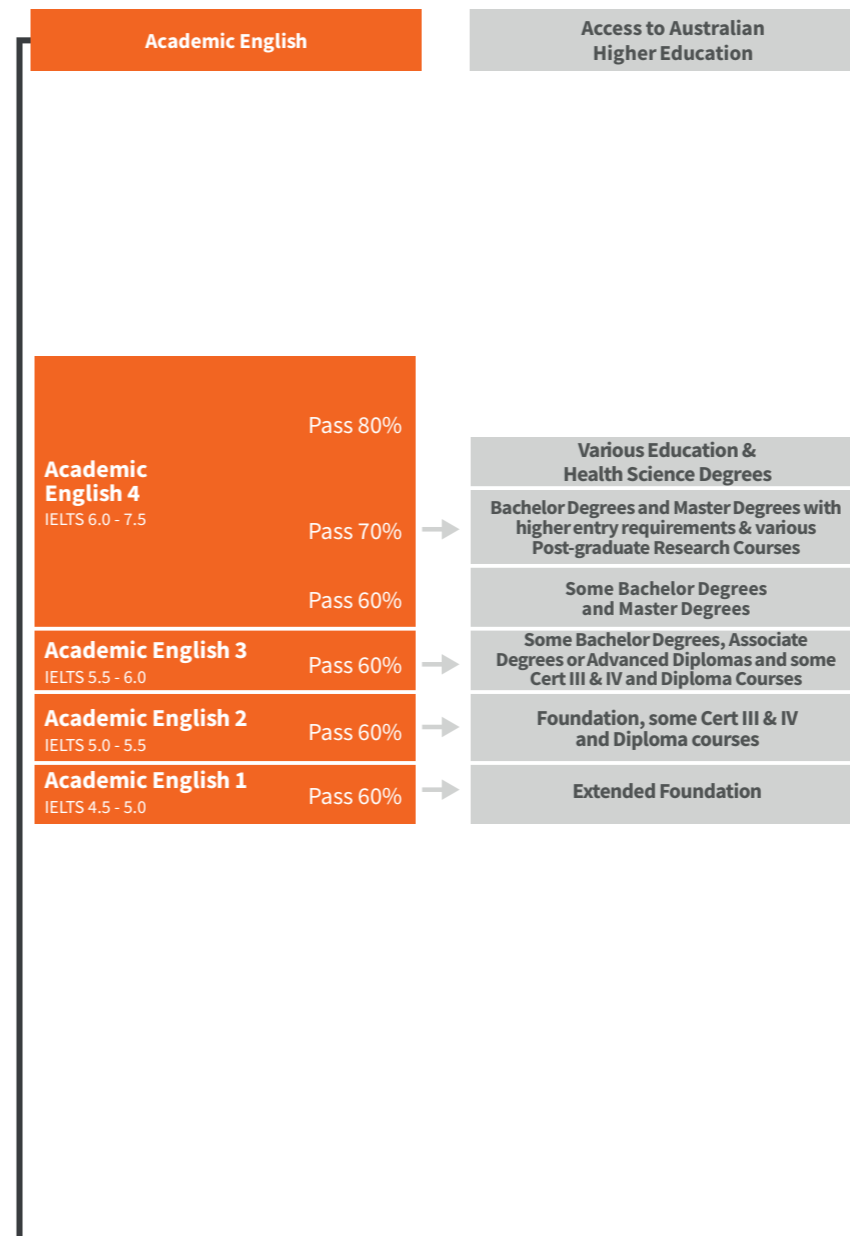 Academic English
Access to Australian
Higher Education
Pass 80%
Academic
English 4
IELTS 6.0 - 7.5
Pass 70%
Pass 60%
Various Education &
Health Science Degrees
Bachelor Degrees and Master Degrees with
higher entry requirements & various
Post-graduate Research Courses
Some Bachelor Degrees
and Master Degrees
Academic English 3
IELTS 5.5 - 6.0
Pass 60%
Some Bachelor Degrees, Associate
Degrees or Advanced Diplomas and some
Cert III & IV and Diploma Courses
Academic English 2
IELTS 5.0 - 5.5
Pass 60%
Foundation, some Cert III & IV
and Diploma courses
Academic English 1
IELTS 4.5 - 5.0
Pass 60%
Extended Foundation